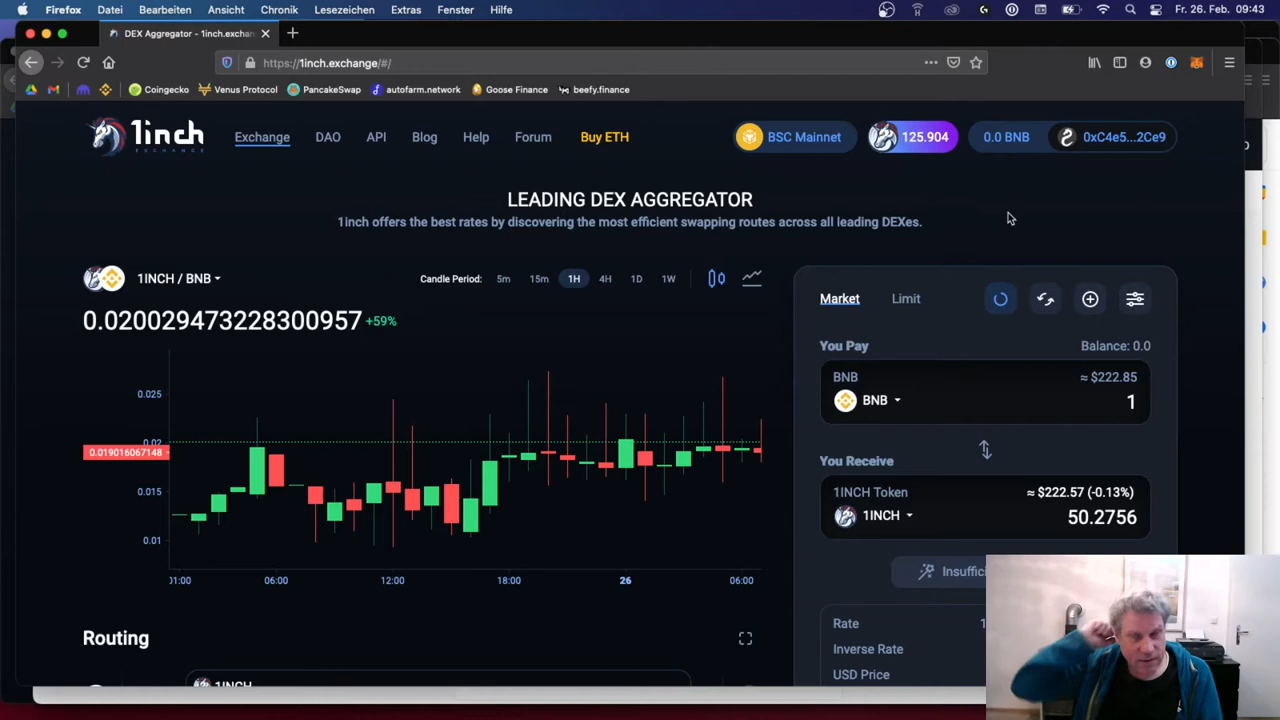 Firefox Datei Bearbeiten Ansicht Chronik Lesezeichen Extras Fenster Hilfe Fr. 26. Feb. 09:43
DEX Aggregator - 1inch.exchan
https://1inch.exchange/#/
Coingecko Venus Protocol PancakeSwap autofarm.network Goose Finance beefy.finance
1inch EXCHANGE Exchange DAO API Blog Help Forum Buy ETH BSC Mainnet 125.904 0.0 BNB 0xC4e5...2Ce9
LEADING DEX AGGREGATOR
1inch offers the best rates by discovering the most efficient swapping routes across all leading DEXes.
1INCH / BNB Candle Period: 5m 15m 1H 4H 1D 1W
0.020029473228300957 +59%
0.025
0.02
0.019016067148
0.015
0.01
01:00 06:00 12:00 18:00 26 06:00
Routing
1INCH
Market Limit
You Pay Balance: 0.0
BNB ≈ $222.85
BNB 1
You Receive
1INCH Token ≈ $222.57 (-0.13%)
1INCH 50.2756
Insuffici
Rate 1
Inverse Rate
USD Price